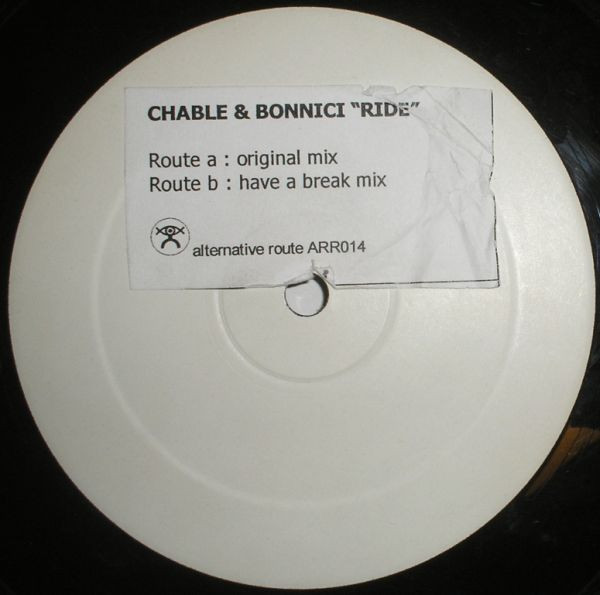 CHABLE & BONNICI “RIDE”
Route a : original mix
Route b : have a break mix
alternative route ARR014